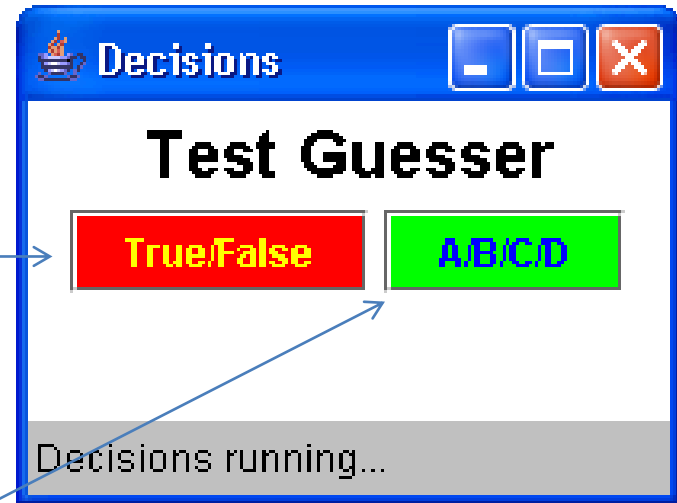 Decisions
Test Guesser
True/False A/B/C/D
Decisions running...